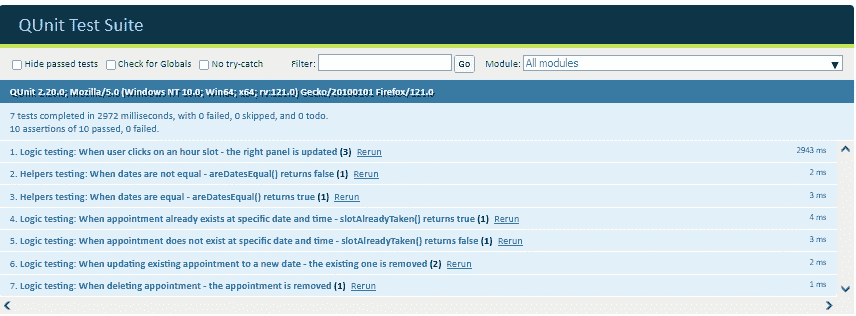 QUnit Test Suite
Hide passed tests Check for Globals No try-catch Filter: Go Module: All modules
QUnit 2.20.0; Mozilla/5.0 (Windows NT 10.0; Win64; x64; rv:121.0) Gecko/20100101 Firefox/121.0
7 tests completed in 2972 milliseconds, with 0 failed, 0 skipped, and 0 todo.
10 assertions of 10 passed, 0 failed.
1. Logic testing: When user clicks on an hour slot - the right panel is updated (3) Rerun 2943 ms
2. Helpers testing: When dates are not equal - areDatesEqual() returns false (1) Rerun 2 ms
3. Helpers testing: When dates are equal - areDatesEqual() returns true (1) Rerun 3 ms
4. Logic testing: When appointment already exists at specific date and time - slotAlreadyTaken() returns true (1) Rerun 4 ms
5. Logic testing: When appointment does not exist at specific date and time - slotAlreadyTaken() returns false (1) Rerun 3 ms
6. Logic testing: When updating existing appointment to a new date - the existing one is removed (2) Rerun 2 ms
7. Logic testing: When deleting appointment - the appointment is removed (1) Rerun 1 ms